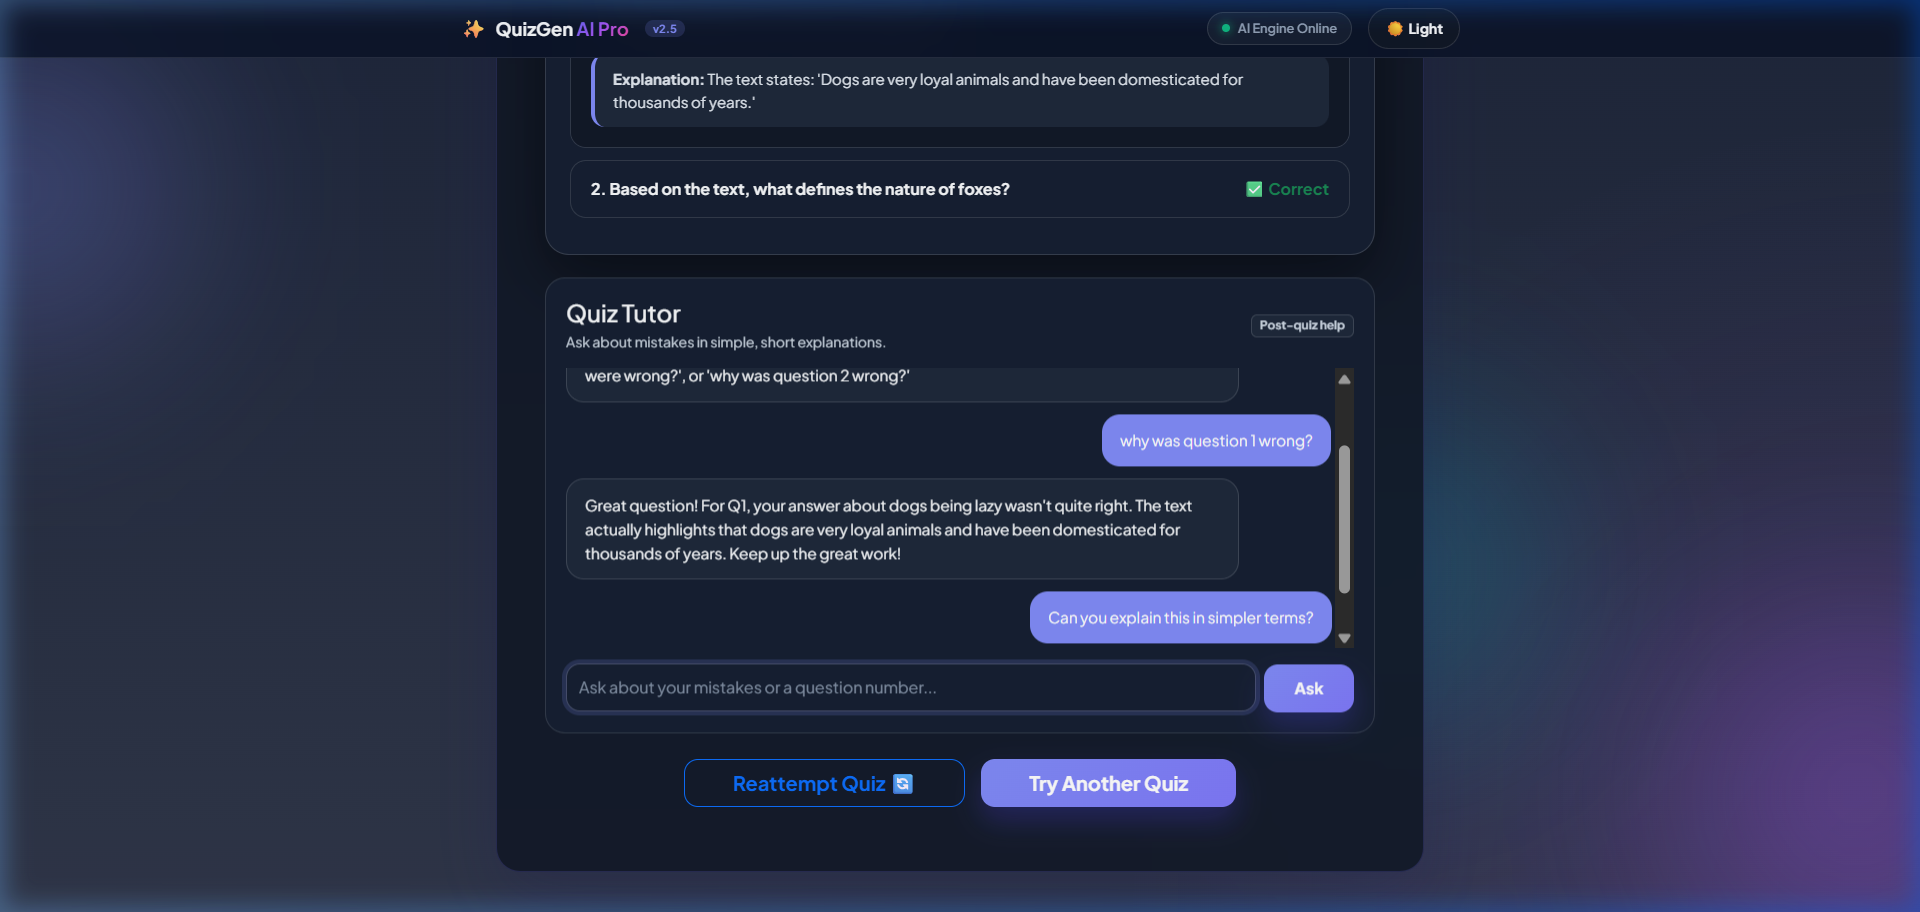 QuizGen AI Pro v2.5
AI Engine Online
Light
Explanation: The text states: 'Dogs are very loyal animals and have been domesticated for
thousands of years.'
2. Based on the text, what defines the nature of foxes?
Correct
Quiz Tutor
Ask about mistakes in simple, short explanations.
Post-quiz help
were wrong?', or 'why was question 2 wrong?'
why was question 1 wrong?
Great question! For Q1, your answer about dogs being lazy wasn't quite right. The text
actually highlights that dogs are very loyal animals and have been domesticated for
thousands of years. Keep up the great work!
Can you explain this in simpler terms?
Ask about your mistakes or a question number...
Ask
Reattempt Quiz
Try Another Quiz